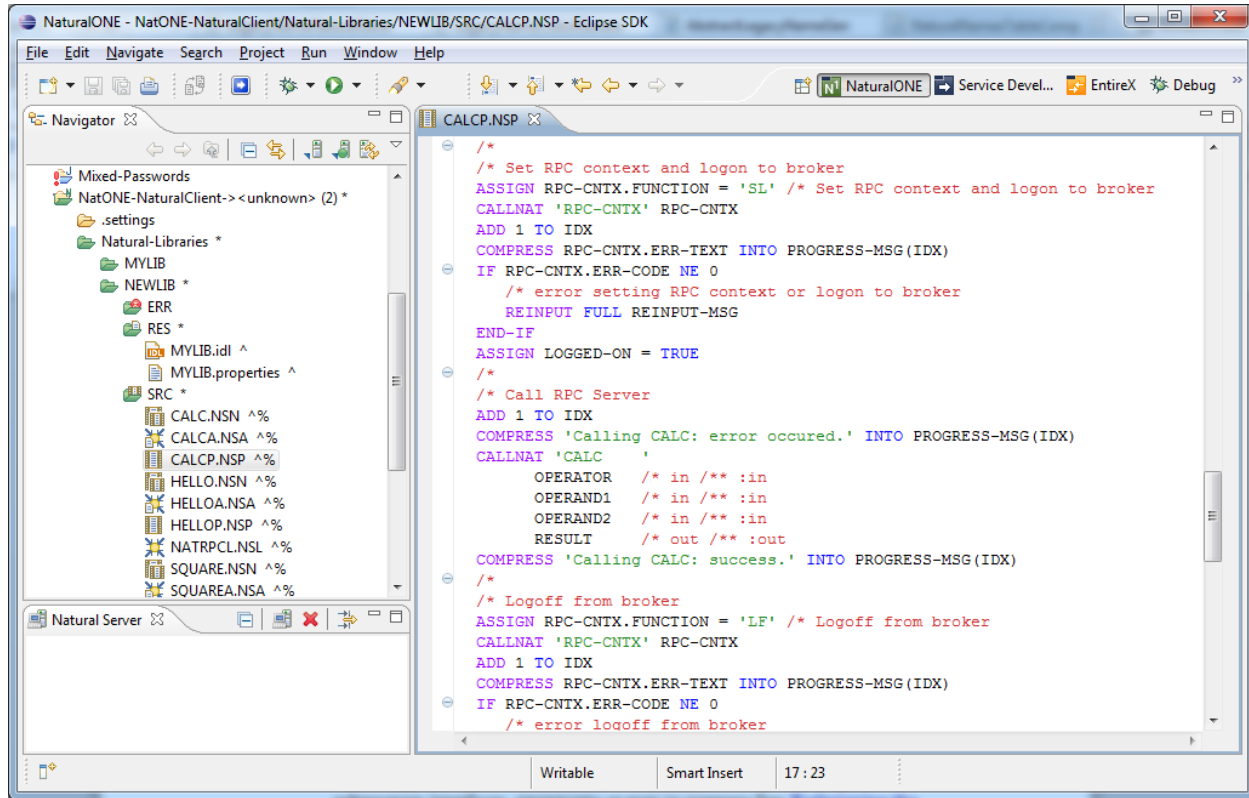 NaturalONE - NatONE-NaturalClient/Natural-Libraries/NEWLIB/SRC/CALCP.NSP - Eclipse SDK
File Edit Navigate Search Project Run Window Help
NaturalONE Service Devel... EntireX Debug »
Navigator
Mixed-Passwords
NatONE-NaturalClient-><unknown> (2) *
.settings
Natural-Libraries *
MYLIB
NEWLIB *
ERR
RES *
MYLIB.idl ^
MYLIB.properties ^
SRC *
CALC.NSN ^%
CALCA.NSA ^%
CALCP.NSP ^%
HELLO.NSN ^%
HELLOA.NSA ^%
HELLOP.NSP ^%
NATRPCL.NSL ^%
SQUARE.NSN ^%
SQUAREA.NSA ^%
Natural Server
CALCP.NSP
/*
/* Set RPC context and logon to broker
ASSIGN RPC-CNTX.FUNCTION = 'SL' /* Set RPC context and logon to broker
CALLNAT 'RPC-CNTX' RPC-CNTX
ADD 1 TO IDX
COMPRESS RPC-CNTX.ERR-TEXT INTO PROGRESS-MSG(IDX)
IF RPC-CNTX.ERR-CODE NE 0
/* error setting RPC context or logon to broker
REINPUT FULL REINPUT-MSG
END-IF
ASSIGN LOGGED-ON = TRUE
/*
/* Call RPC Server
ADD 1 TO IDX
COMPRESS 'Calling CALC: error occured.' INTO PROGRESS-MSG(IDX)
CALLNAT 'CALC    '
OPERATOR /* in /** :in
OPERAND1 /* in /** :in
OPERAND2 /* in /** :in
RESULT /* out /** :out
COMPRESS 'Calling CALC: success.' INTO PROGRESS-MSG(IDX)
/*
/* Logoff from broker
ASSIGN RPC-CNTX.FUNCTION = 'LF' /* Logoff from broker
CALLNAT 'RPC-CNTX' RPC-CNTX
ADD 1 TO IDX
COMPRESS RPC-CNTX.ERR-TEXT INTO PROGRESS-MSG(IDX)
IF RPC-CNTX.ERR-CODE NE 0
/* error logoff from broker
Writable Smart Insert 17 : 23